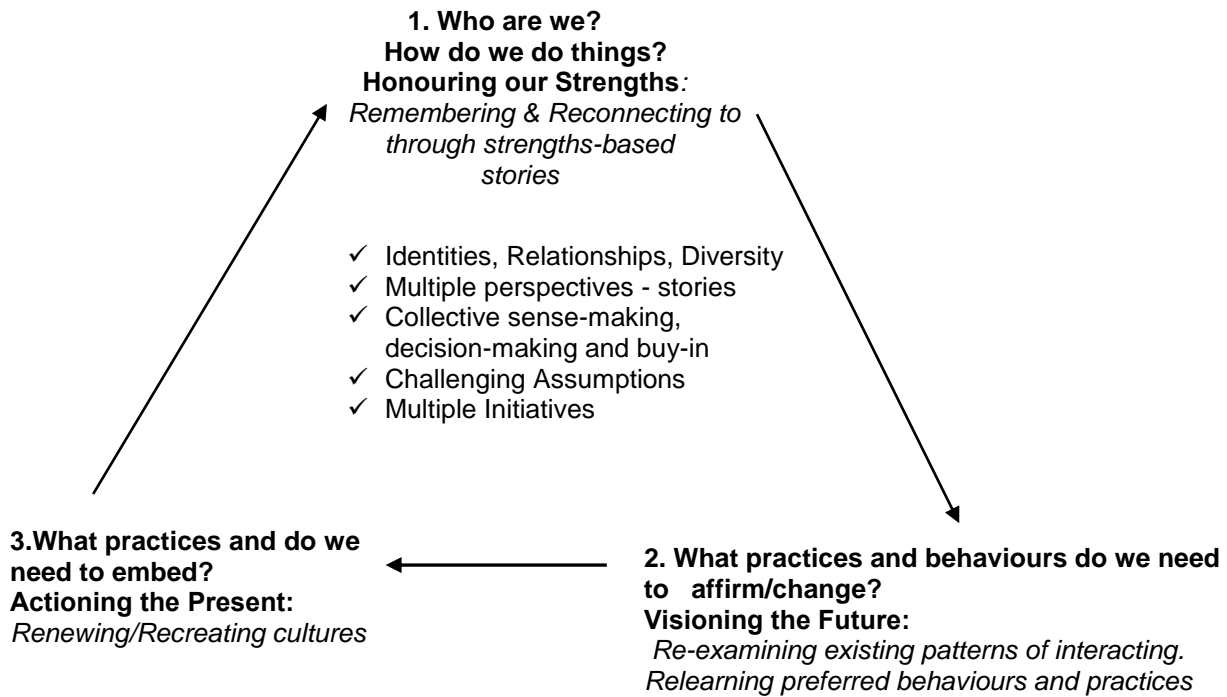 1. Who are we?
How do we do things?
Honouring our Strengths:
Remembering & Reconnecting to
through strengths-based
stories
✓ Identities, Relationships, Diversity
✓ Multiple perspectives - stories
✓ Collective sense-making,
decision-making and buy-in
✓ Challenging Assumptions
✓ Multiple Initiatives
2. What practices and behaviours do we need
to affirm/change?
Visioning the Future:
Re-examining existing patterns of interacting.
Relearning preferred behaviours and practices
3.What practices and do we
need to embed?
Actioning the Present:
Renewing/Recreating cultures